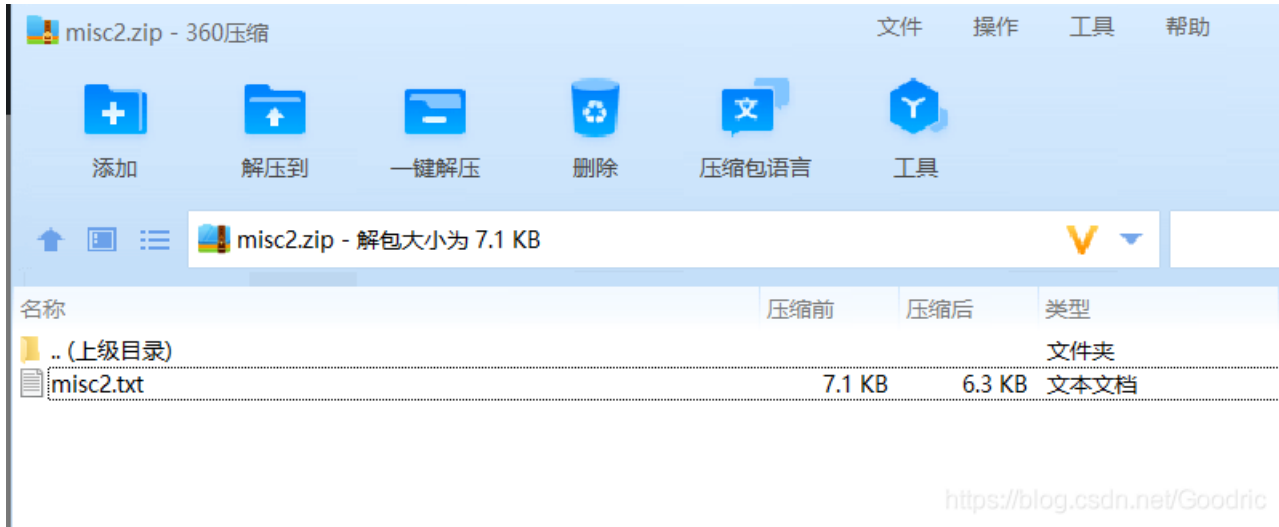 misc2.zip - 360压缩 文件 操作 工具 帮助
添加 解压到 一键解压 删除 压缩包语言 工具
misc2.zip - 解包大小为 7.1 KB
名称 压缩前 压缩后 类型
.. (上级目录) 文件夹
misc2.txt 7.1 KB 6.3 KB 文本文档
https://blog.csdn.net/Goodric